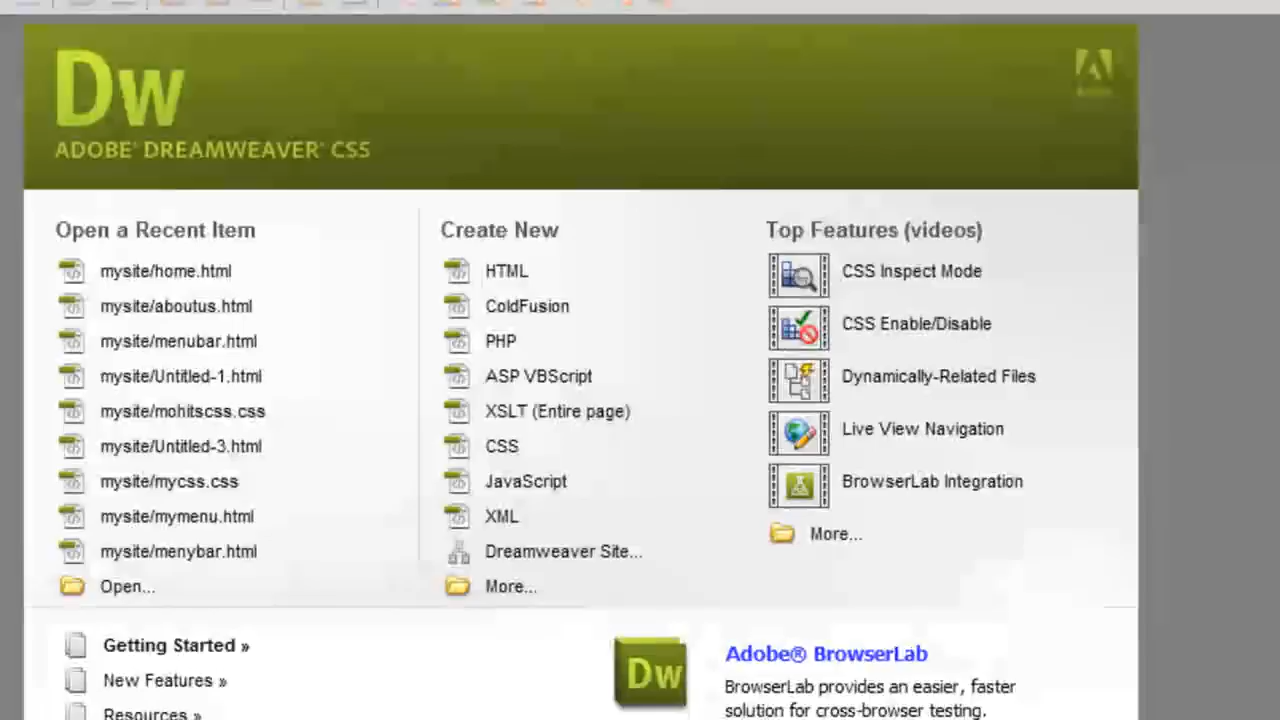 Dw
ADOBE® DREAMWEAVER® CS5
Open a Recent Item
mysite/home.html
mysite/aboutus.html
mysite/menubar.html
mysite/Untitled-1.html
mysite/mohitscss.css
mysite/Untitled-3.html
mysite/mycss.css
mysite/mymenu.html
mysite/menybar.html
Open...
Create New
HTML
ColdFusion
PHP
ASP VBScript
XSLT (Entire page)
CSS
JavaScript
XML
Dreamweaver Site...
More...
Top Features (videos)
CSS Inspect Mode
CSS Enable/Disable
Dynamically-Related Files
Live View Navigation
BrowserLab Integration
More...
Getting Started »
New Features »
Resources »
Dw
Adobe® BrowserLab
BrowserLab provides an easier, faster
solution for cross-browser testing.